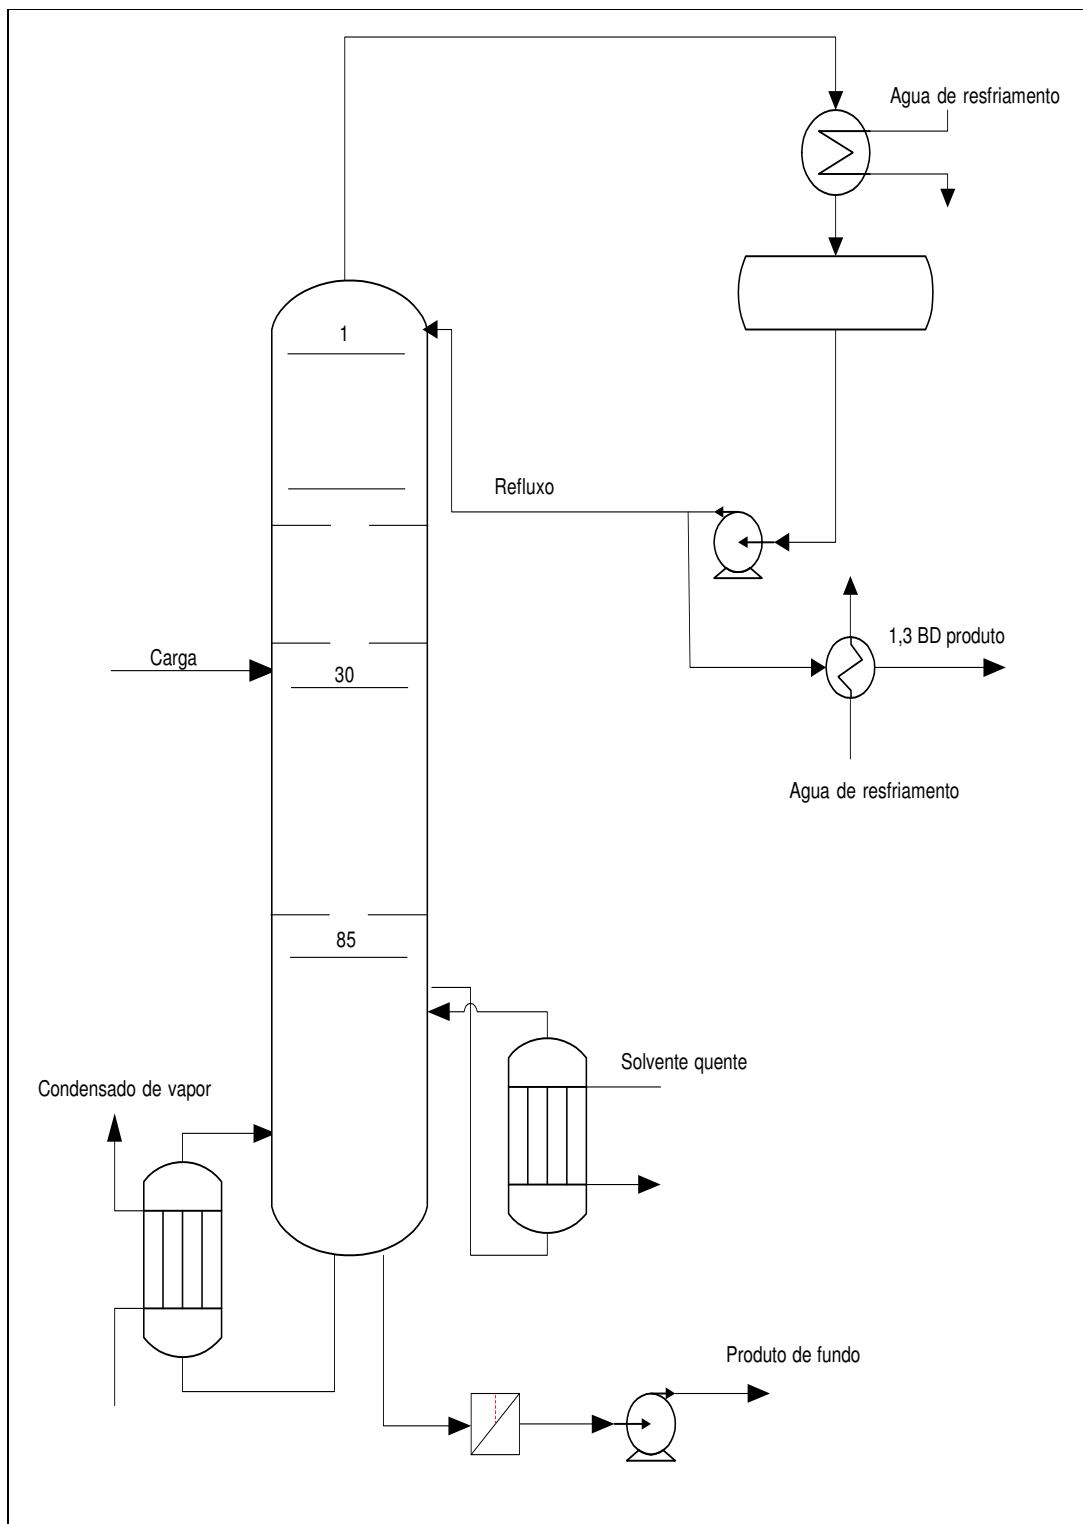 Agua de resfriamento
1
Refluxo
1,3 BD produto
Carga
30
Agua de resfriamento
85
Solvente quente
Condensado de vapor
Produto de fundo